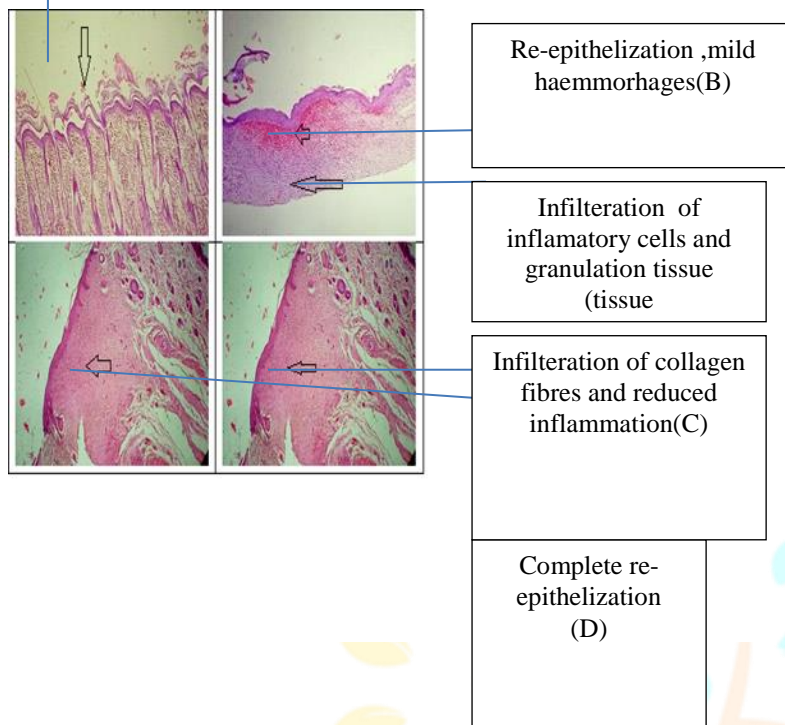 Re-epithelization ,mild
haemmorhages(B)
Infilteration of
inflamatory cells and
granulation tissue
(tissue
Infilteration of collagen
fibres and reduced
inflammation(C)
Complete re-
epithelization
(D)